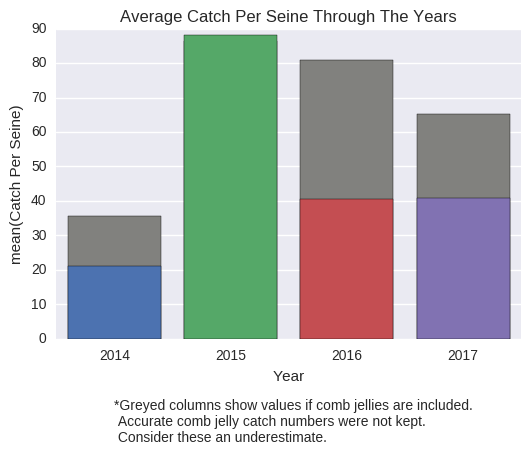 Average Catch Per Seine Through The Years
mean(Catch Per Seine)
90
80
70
60
50
40
30
20
10
0
2014 2015 2016 2017
Year
*Greyed columns show values if comb jellies are included.
Accurate comb jelly catch numbers were not kept.
Consider these an underestimate.